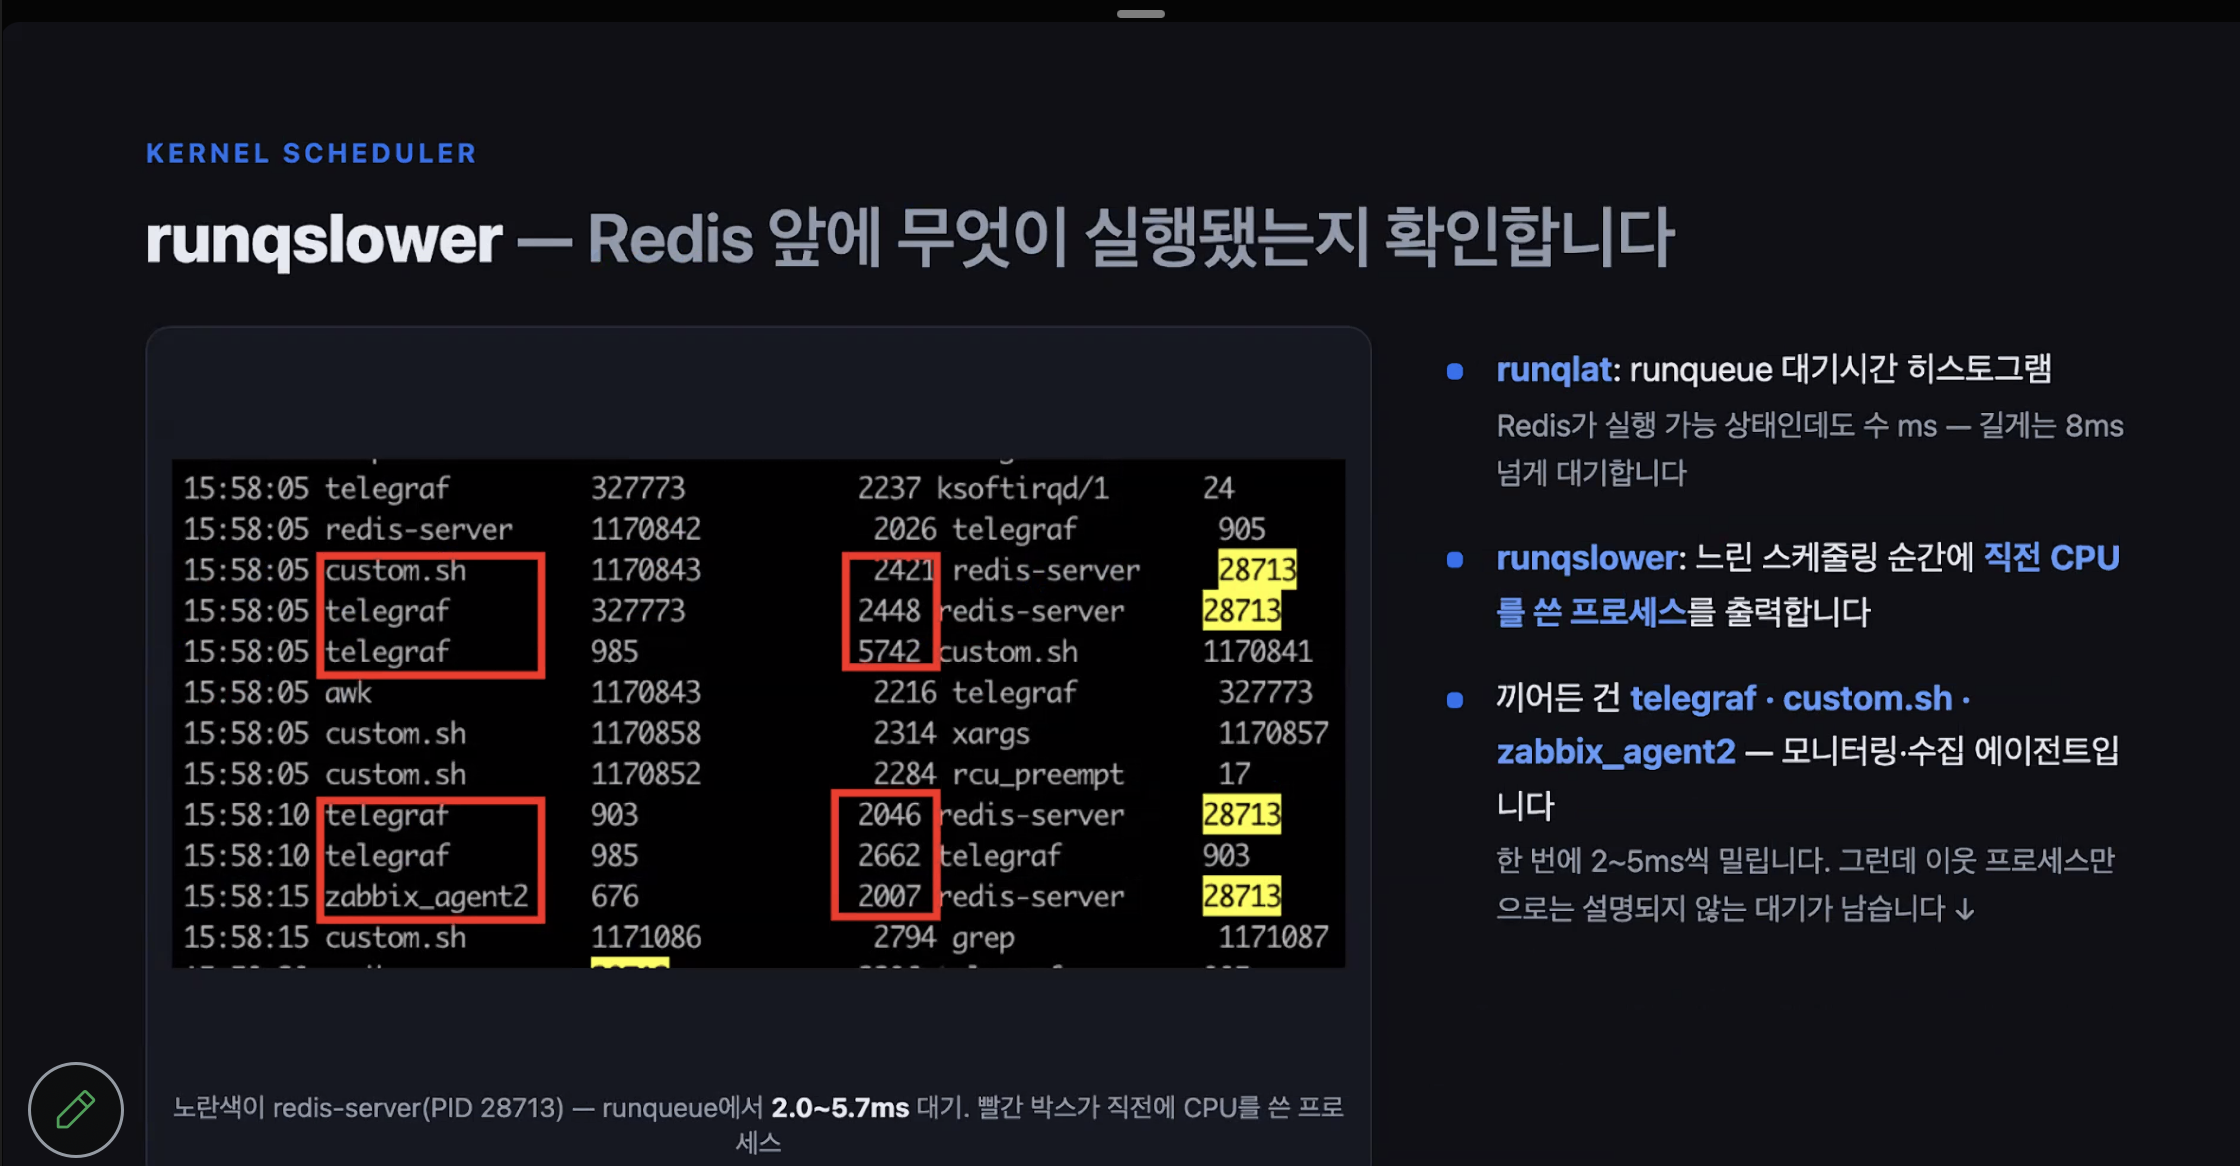 KERNEL SCHEDULER
runqslower — Redis 앞에 무엇이 실행됐는지 확인합니다
15:58:05 telegraf 327773 2237 ksoftirqd/1 24
15:58:05 redis-server 1170842 2026 telegraf 905
15:58:05 custom.sh 1170843 2421 redis-server 28713
15:58:05 telegraf 327773 2448 redis-server 28713
15:58:05 telegraf 985 5742 custom.sh 1170841
15:58:05 awk 1170843 2216 telegraf 327773
15:58:05 custom.sh 1170858 2314 xargs 1170857
15:58:05 custom.sh 1170852 2284 rcu_preempt 17
15:58:10 telegraf 903 2046 redis-server 28713
15:58:10 telegraf 985 2662 telegraf 903
15:58:15 zabbix_agent2 676 2007 redis-server 28713
15:58:15 custom.sh 1171086 2794 grep 1171087
노란색이 redis-server(PID 28713) — runqueue에서 2.0~5.7ms 대기. 빨간 박스가 직전에 CPU를 쓴 프로
세스
runqlat: runqueue 대기시간 히스토그램
Redis가 실행 가능 상태인데도 수 ms — 길게는 8ms
넘게 대기합니다
runqslower: 느린 스케줄링 순간에 직전 CPU
를 쓴 프로세스를 출력합니다
끼어든 건 telegraf · custom.sh ·
zabbix_agent2 — 모니터링·수집 에이전트입
니다
한 번에 2~5ms씩 밀립니다. 그런데 이웃 프로세스만
으로는 설명되지 않는 대기가 남습니다 ↓